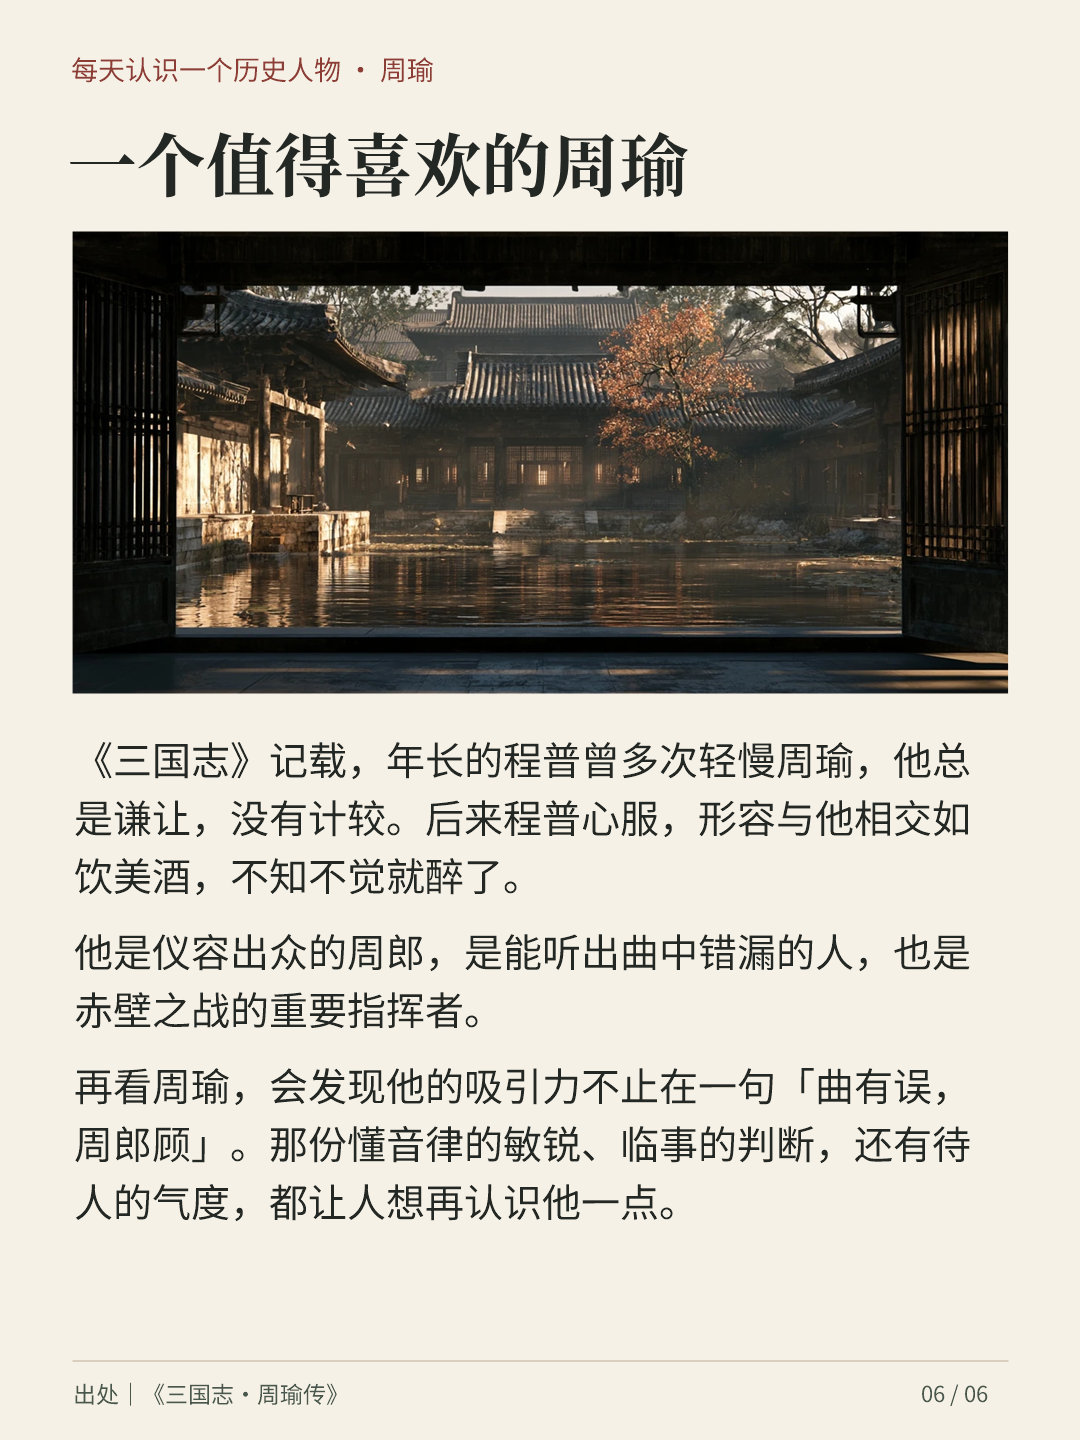 每天认识一个历史人物 · 周瑜
一个值得喜欢的周瑜
《三国志》记载，年长的程普曾多次轻慢周瑜，他总
是谦让，没有计较。后来程普心服，形容与他相交如
饮美酒，不知不觉就醉了。
他是仪容出众的周郎，是能听出曲中错漏的人，也是
赤壁之战的重要指挥者。
再看周瑜，会发现他的吸引力不止在一句「曲有误，
周郎顾」。那份懂音律的敏锐、临事的判断，还有待
人的气度，都让人想再认识他一点。
出处｜《三国志·周瑜传》
06 / 06